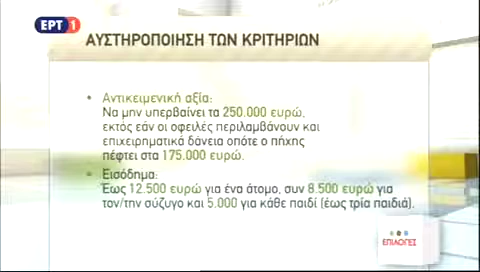 ΕΡΤ1
ΑΥΣΤΗΡΟΠΟΙΗΣΗ ΤΩΝ ΚΡΙΤΗΡΙΩΝ
• Αντικειμενική αξία:
Να μην υπερβαίνει τα 250.000 ευρώ,
εκτός εάν οι οφειλές περιλαμβάνουν και
επιχειρηματικά δάνεια οπότε ο πήχης
πέφτει στα 175.000 ευρώ.
• Εισόδημα:
Έως 12.500 ευρώ για ένα άτομο, συν 8.500 ευρώ για
τον/την σύζυγο και 5.000 για κάθε παιδί (έως τρία παιδιά).
ΕΠΙΛΟΓΕΣ